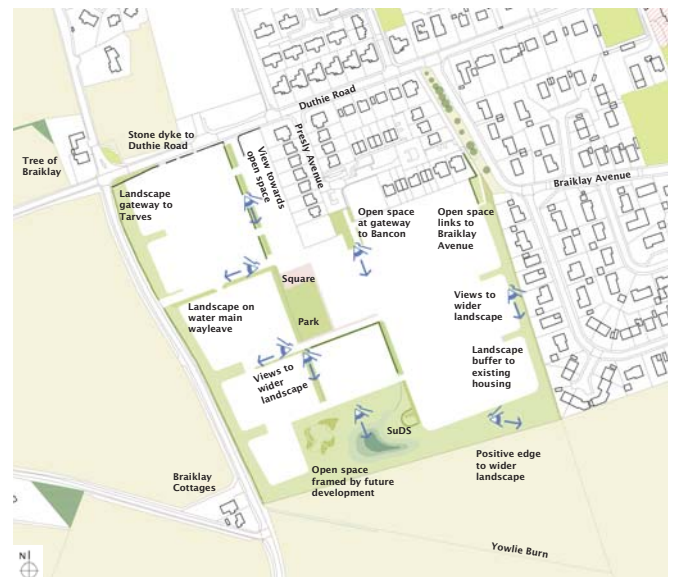 Duthie Road
Stone dyke to
Duthie Road
Presly Avenue
View towards
open space
Tree of
Braiklay
Braiklay Avenue
Landscape
gateway to
Tarves
Open space
at gateway
to Bancon
Open space
links to
Braiklay
Avenue
Square
Landscape on
water main
wayleave
Park
Views to
wider
landscape
Views to
wider
landscape
Landscape
buffer to
existing
housing
SuDS
Open space
framed by future
development
Positive edge
to wider
landscape
Braiklay
Cottages
Yowlie Burn
N